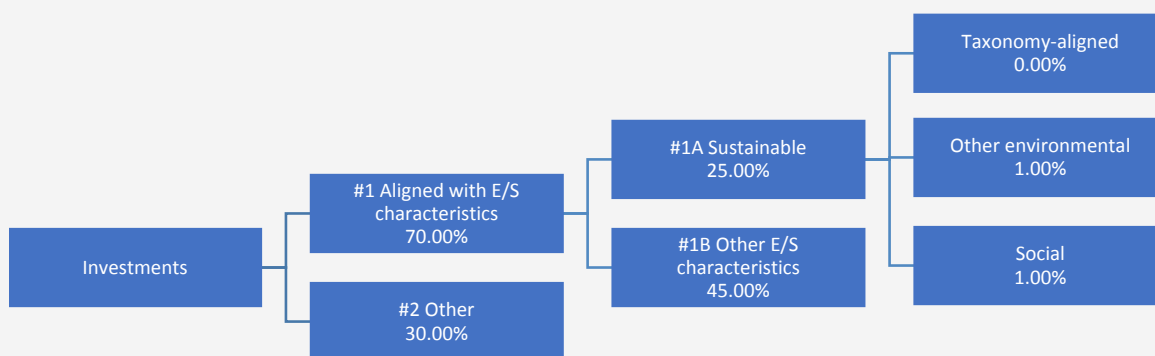 Investments
#1 Aligned with E/S
characteristics
70.00%
#2 Other
30.00%
#1A Sustainable
25.00%
#1B Other E/S
characteristics
45.00%
Taxonomy-aligned
0.00%
Other environmental
1.00%
Social
1.00%